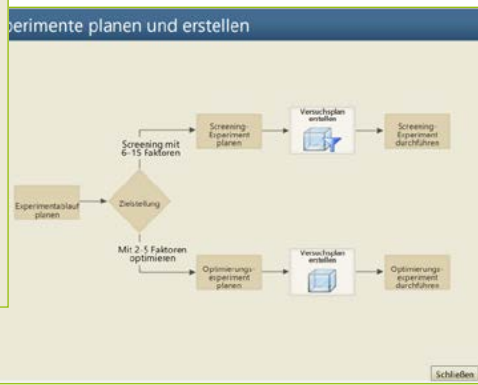 perimente planen und erstellen
Screening mit
6-15 Faktoren
Screening-
Experiment
planen
Versuchsplan
erstellen
Screening-
Experiment
durchführen
Experimentablauf
planen
Zielstellung
Mit 2-5 Faktoren
optimieren
Optimierungs-
experiment
planen
Versuchsplan
erstellen
Optimierungs-
experiment
durchführen
Schließen